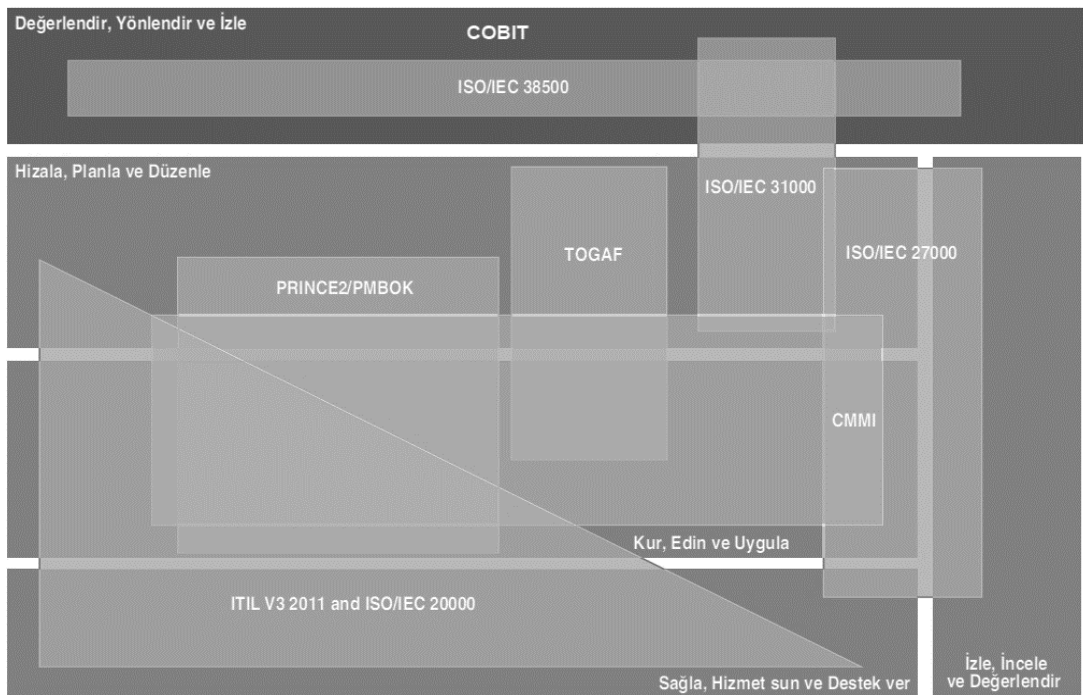 Değerlendir, Yönlendir ve İzle
COBIT
ISO/IEC 38500
Hizala, Planla ve Düzenle
ISO/IEC 31000
TOGAF
ISO/IEC 27000
PRINCE2/PMBOK
CMMI
Kur, Edin ve Uygula
ITIL V3 2011 and ISO/IEC 20000
Sağla, Hizmet sun ve Destek ver
İzle, İncele
ve Değerlendir